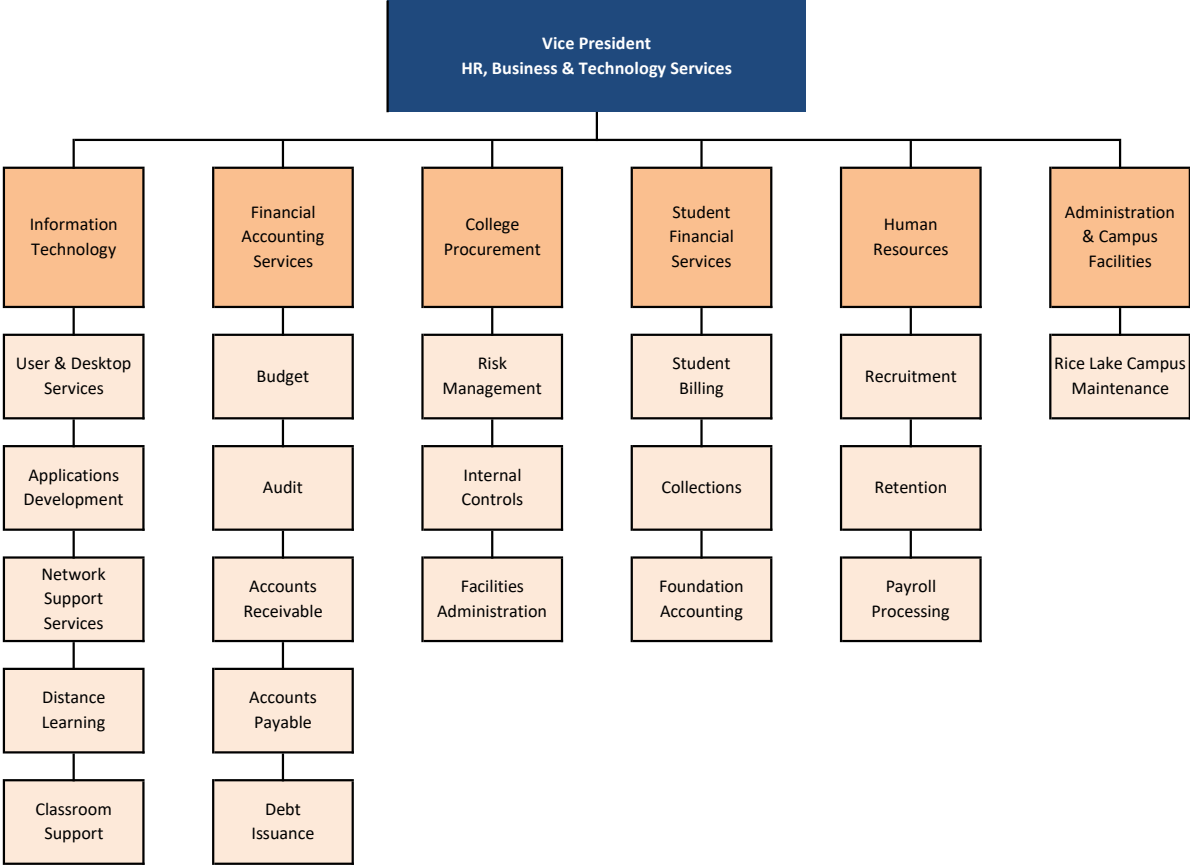 Vice President
HR, Business & Technology Services
Information
Technology
Financial
Accounting
Services
College
Procurement
Student
Financial
Services
Human
Resources
Administration
& Campus
Facilities
User & Desktop
Services
Budget
Risk
Management
Student
Billing
Recruitment
Rice Lake Campus
Maintenance
Applications
Development
Audit
Internal
Controls
Collections
Retention
Network
Support
Services
Accounts
Receivable
Facilities
Administration
Foundation
Accounting
Payroll
Processing
Distance
Learning
Accounts
Payable
Classroom
Support
Debt
Issuance